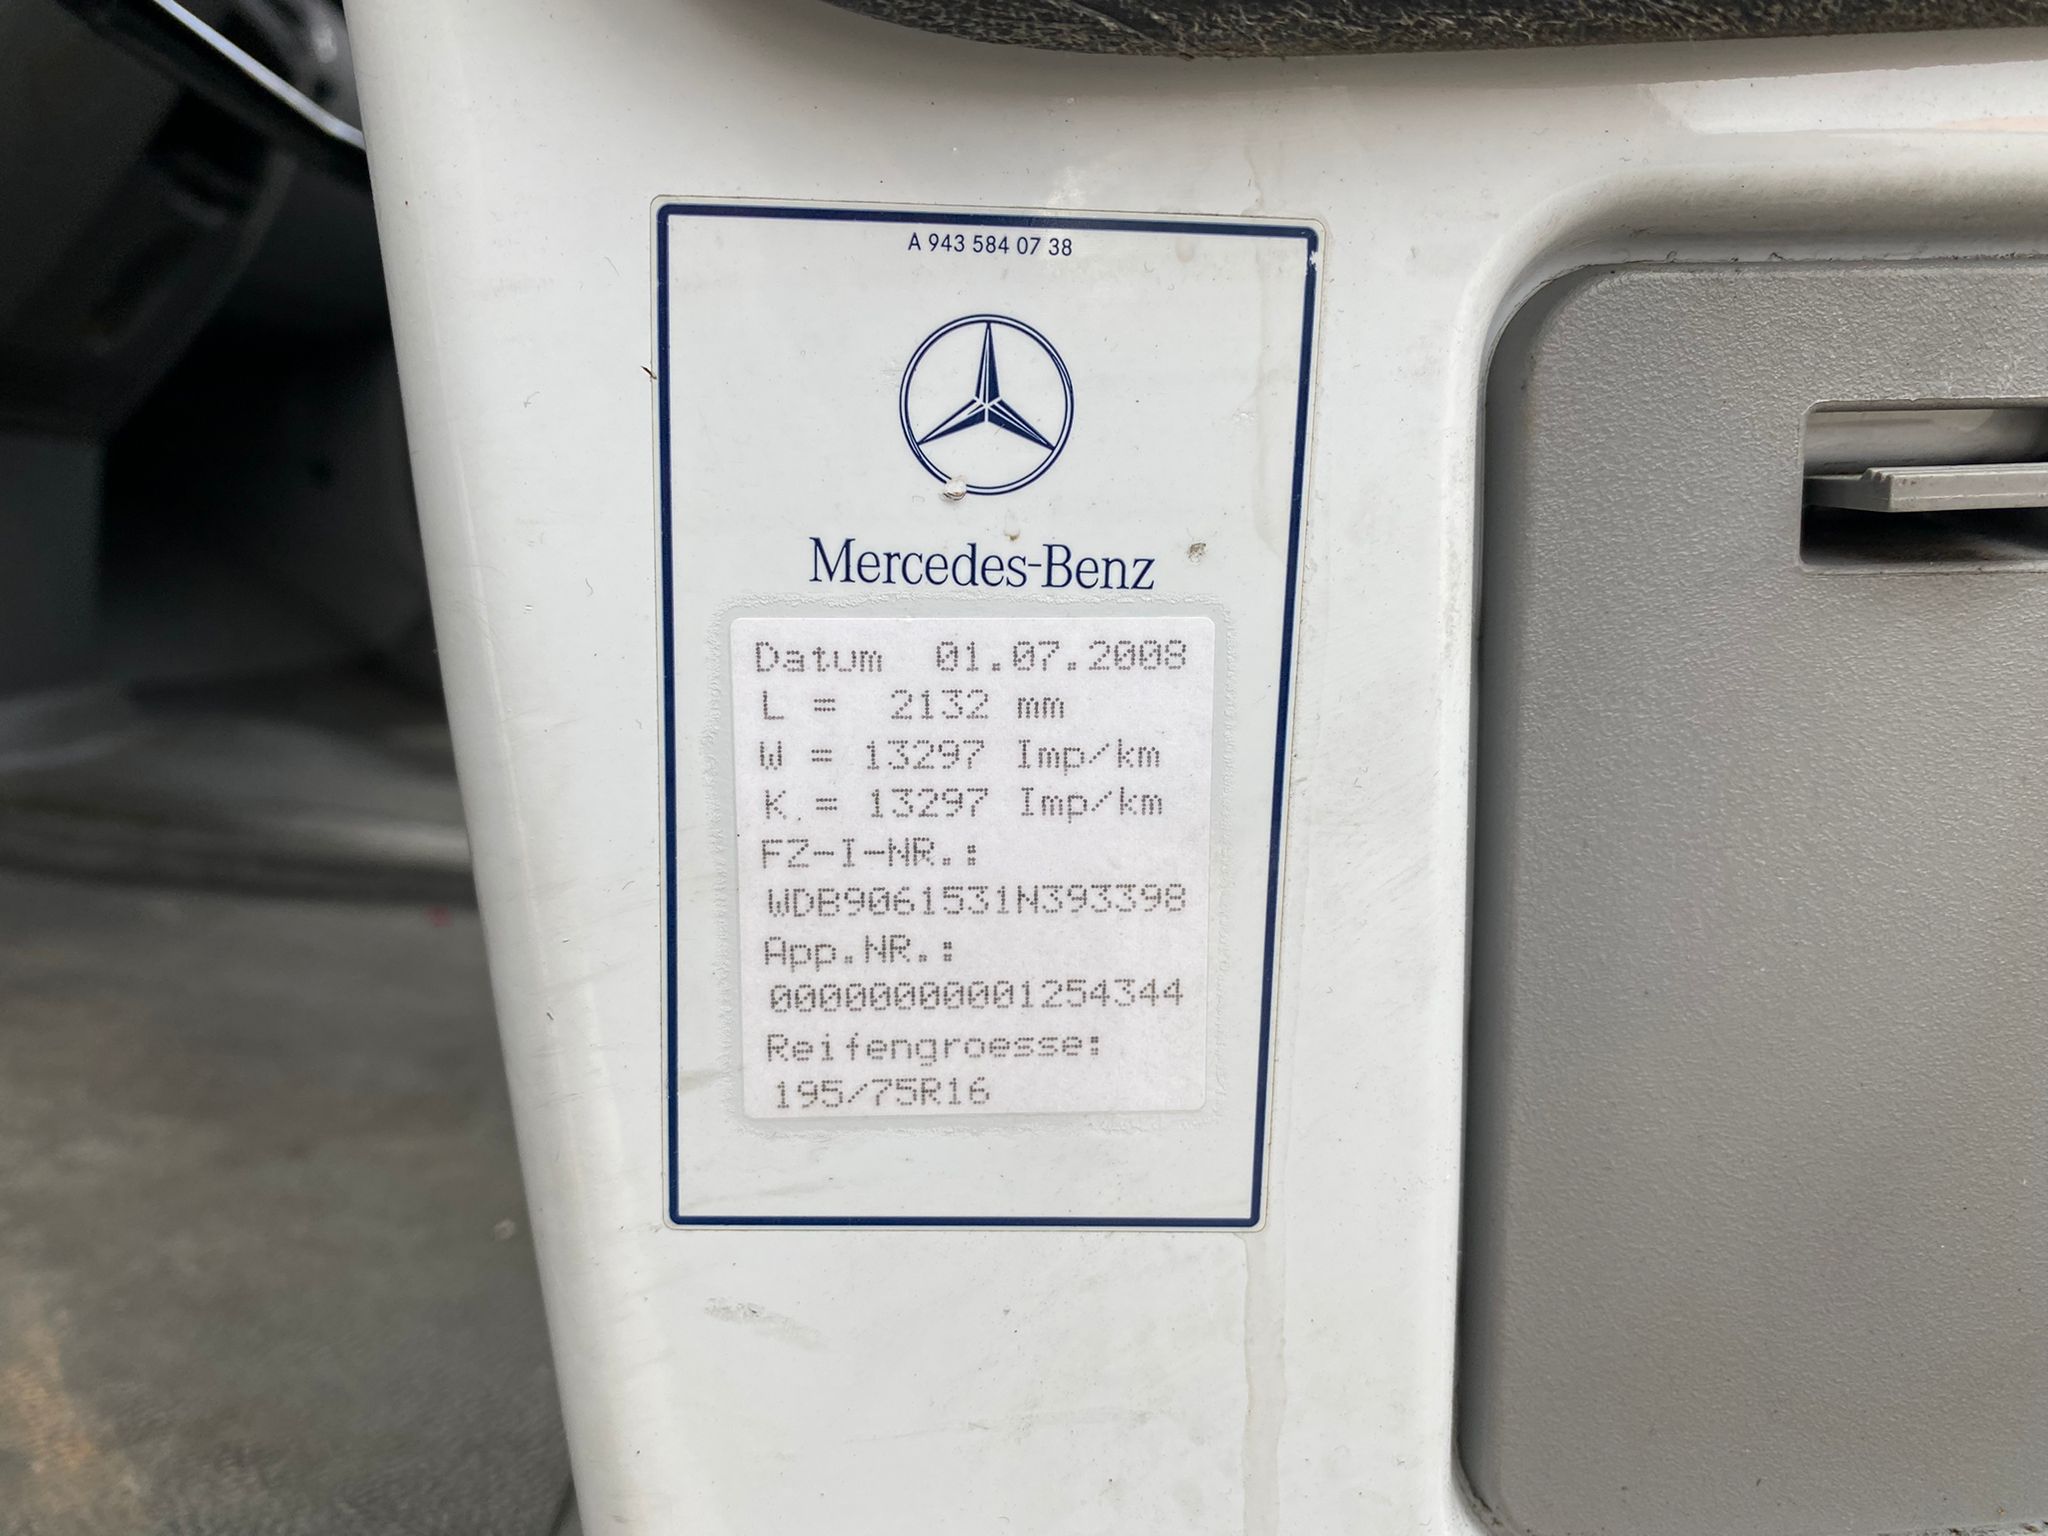 A 943 584 07 38
Mercedes-Benz
Datum 01.07.2008
L = 2132 mm
W = 13297 Imp/km
K = 13297 Imp/km
FZ-I-NR.:
WDB9061531N393398
App.NR.:
00000000001254344
Reifengroesse:
195/75R16